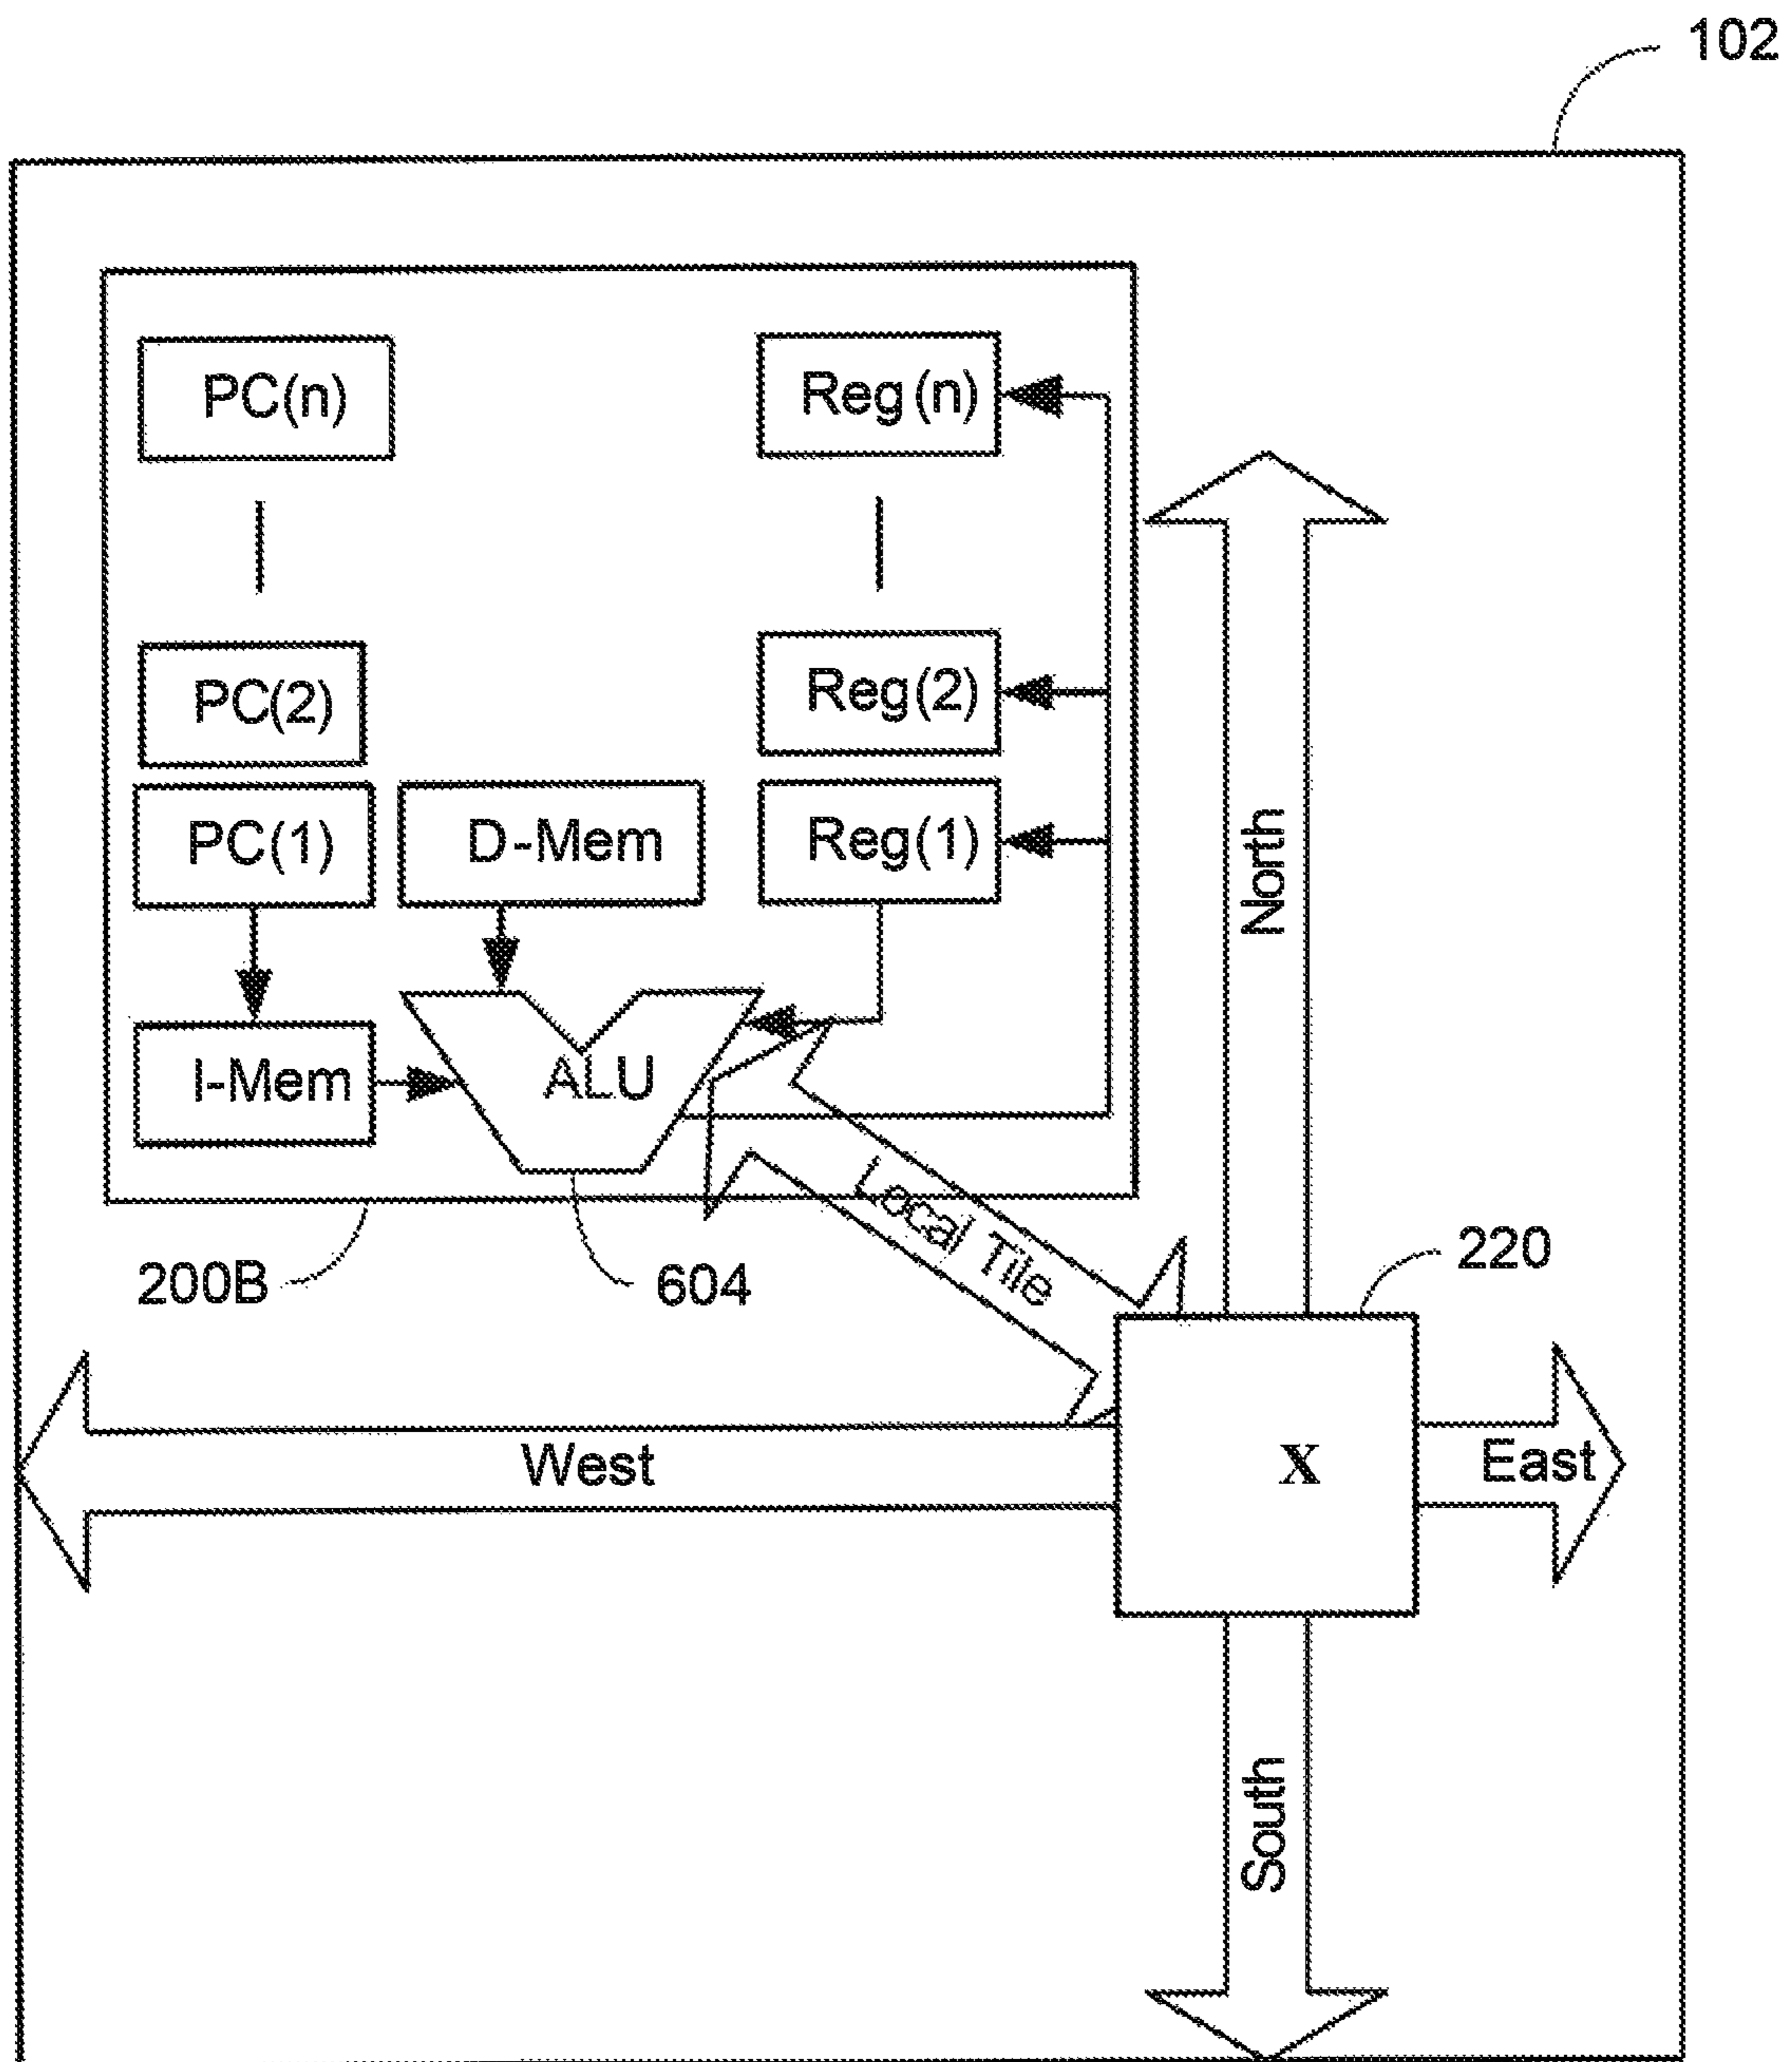 102
PC(n)
Reg(n)
PC(2)
Reg(2)
PC(1)
D-Mem
Reg(1)
North
I-Mem
ALU
Local Tile
200B
604
220
West
X
East
South